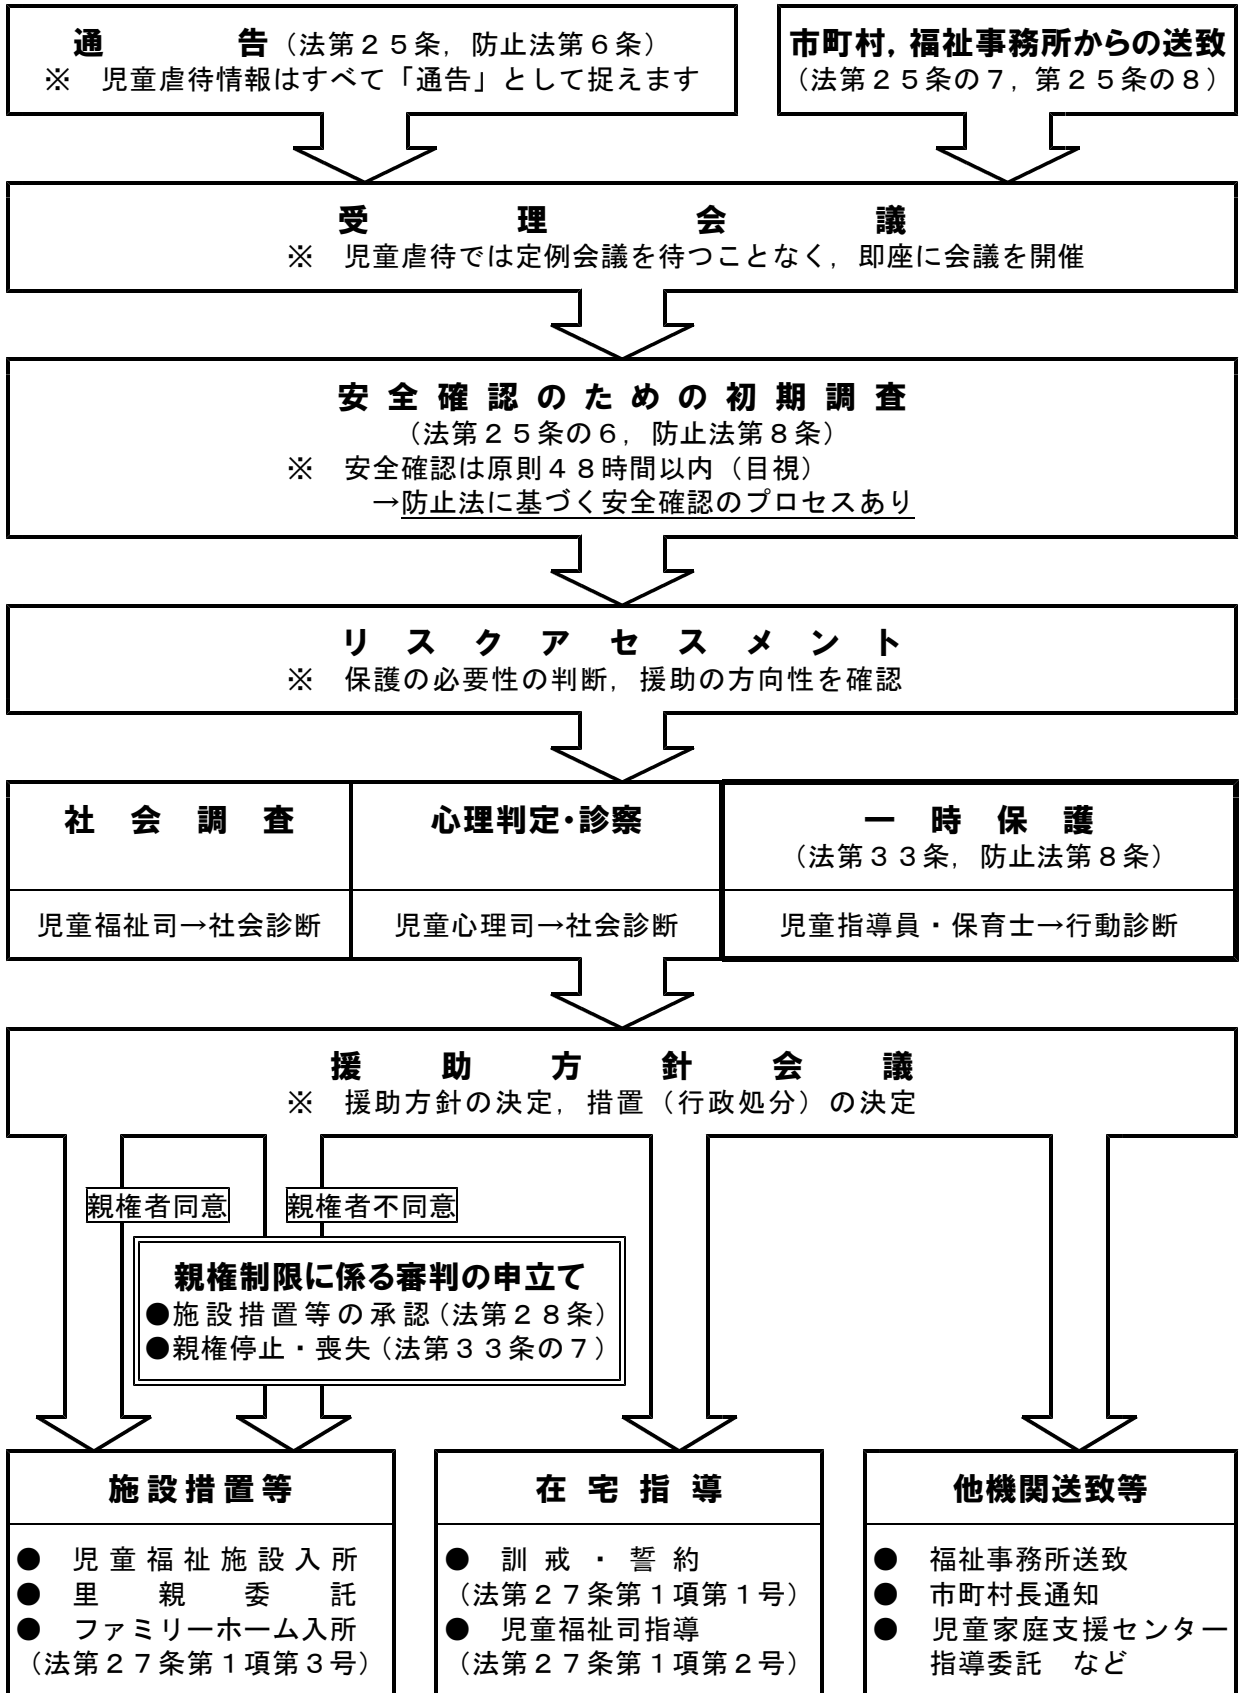 通　　　　告（法第２５条，防止法第６条）
※　児童虐待情報はすべて「通告」として捉えます
市町村，福祉事務所からの送致
（法第２５条の７，第２５条の８）
受　理　会　議
※　児童虐待では定例会議を待つことなく，即座に会議を開催
安全確認のための初期調査
（法第２５条の６，防止法第８条）
※　安全確認は原則４８時間以内（目視）
→防止法に基づく安全確認のプロセスあり
リスクアセスメント
※　保護の必要性の判断，援助の方向性を確認
社　会　調　査
児童福祉司→社会診断
心理判定・診察
児童心理司→社会診断
一　時　保　護
（法第３３条，防止法第８条）
児童指導員・保育士→行動診断
援　助　方　針　会　議
※　援助方針の決定，措置（行政処分）の決定
親権者同意
親権者不同意
親権制限に係る審判の申立て
●施設措置等の承認（法第２８条）
●親権停止・喪失（法第３３条の７）
施設措置等
●　児童福祉施設入所
●　里　親　委　託
●　ファミリーホーム入所
（法第２７条第１項第３号）
在　宅　指　導
●　訓　戒　・　誓　約
（法第２７条第１項第１号）
●　児童福祉司指導
（法第２７条第１項第２号）
他機関送致等
●　福祉事務所送致
●　市町村長通知
●　児童家庭支援センター
指導委託　など